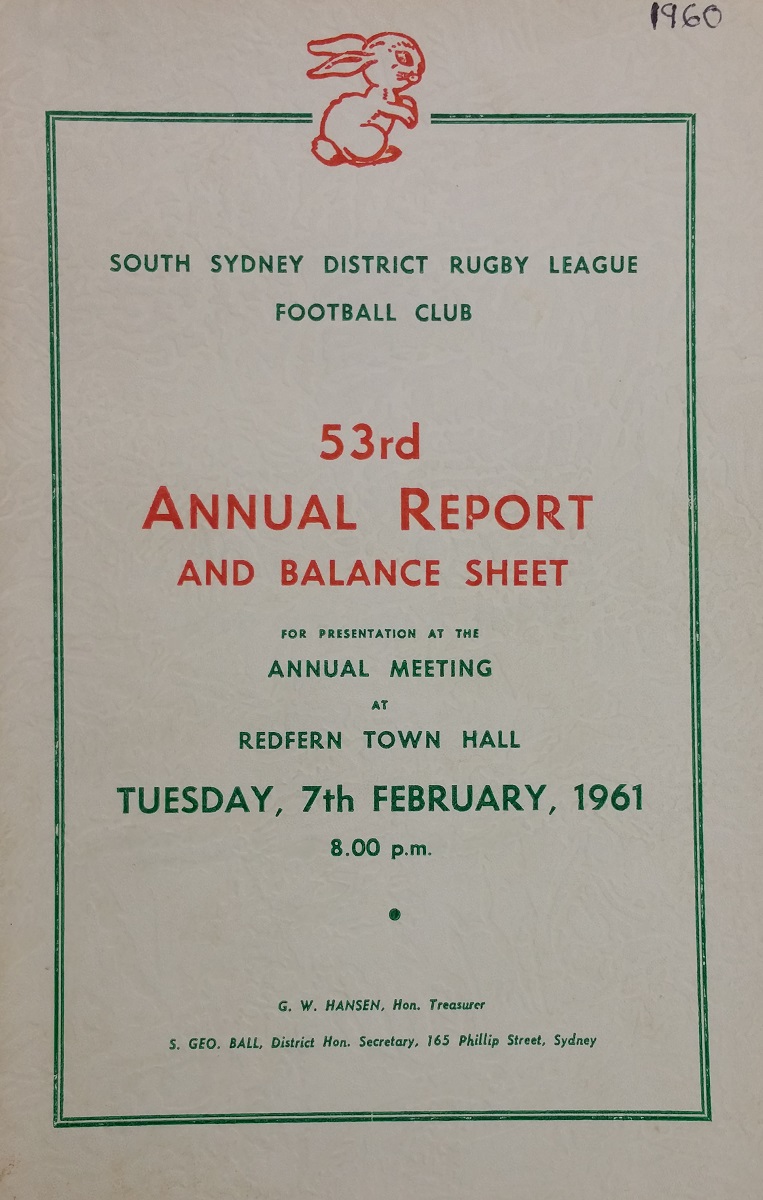 1960
SOUTH SYDNEY DISTRICT RUGBY LEAGUE
FOOTBALL CLUB
53rd
ANNUAL REPORT
AND BALANCE SHEET
FOR PRESENTATION AT THE
ANNUAL MEETING
AT
REDFERN TOWN HALL
TUESDAY, 7th FEBRUARY, 1961
8.00 p.m.
G. W. HANSEN, Hon. Treasurer
S. GEO. BALL, District Hon. Secretary, 165 Phillip Street, Sydney